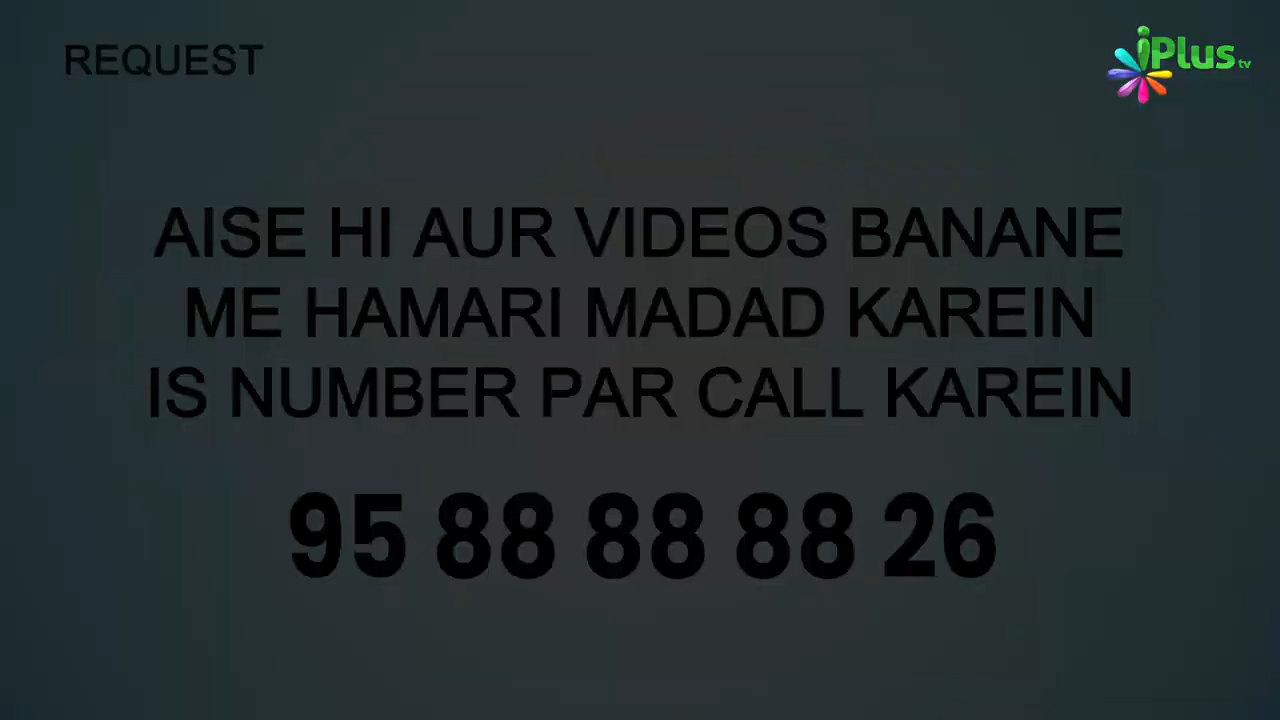 REQUEST
iPlus tv
AISE HI AUR VIDEOS BANANE
ME HAMARI MADAD KAREIN
IS NUMBER PAR CALL KAREIN
95 88 88 88 26